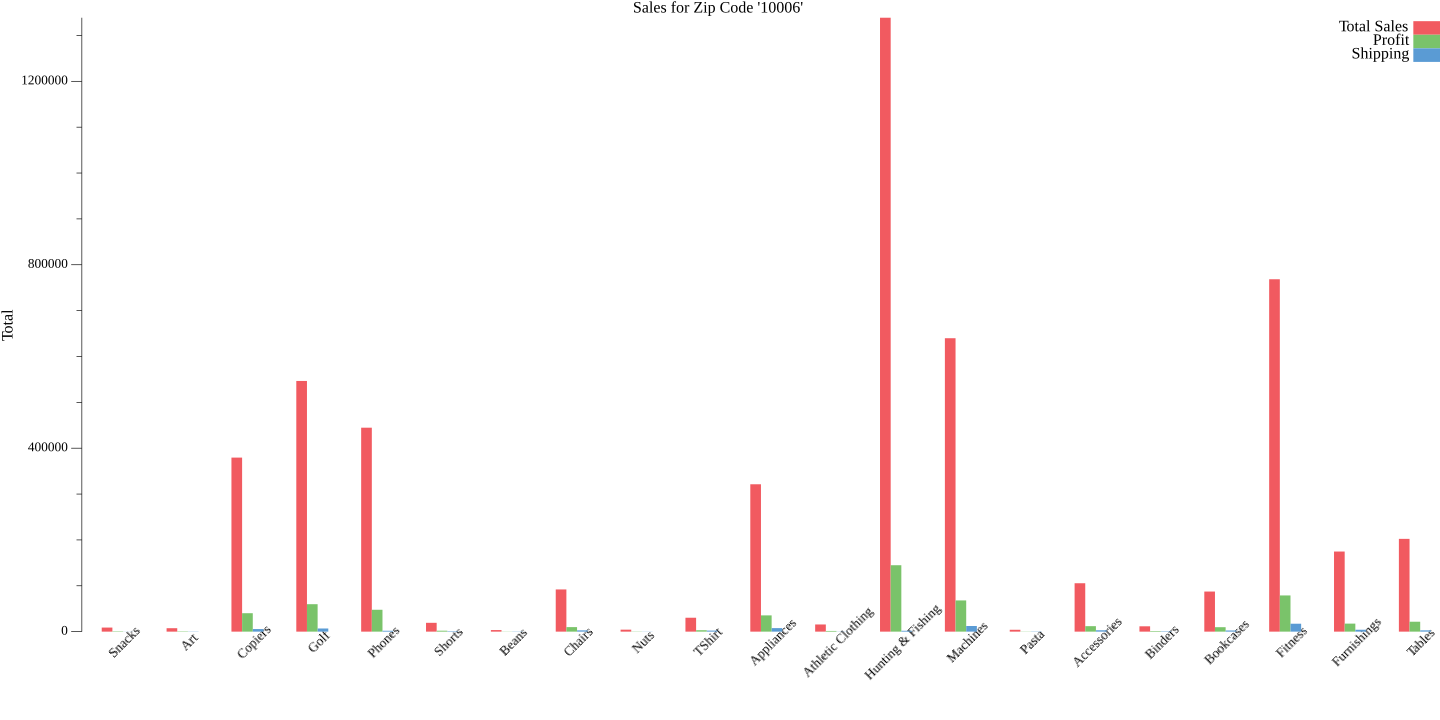 Sales for Zip Code '10006'
Total Sales
Profit
Shipping
1200000
800000
400000
0
Total
Snacks
Art
Copiers
Golf
Phones
Shorts
Beans
Chairs
Nuts
TShirt
Appliances
Athletic Clothing
Hunting & Fishing
Machines
Pasta
Accessories
Binders
Bookcases
Fitness
Furnishings
Tables